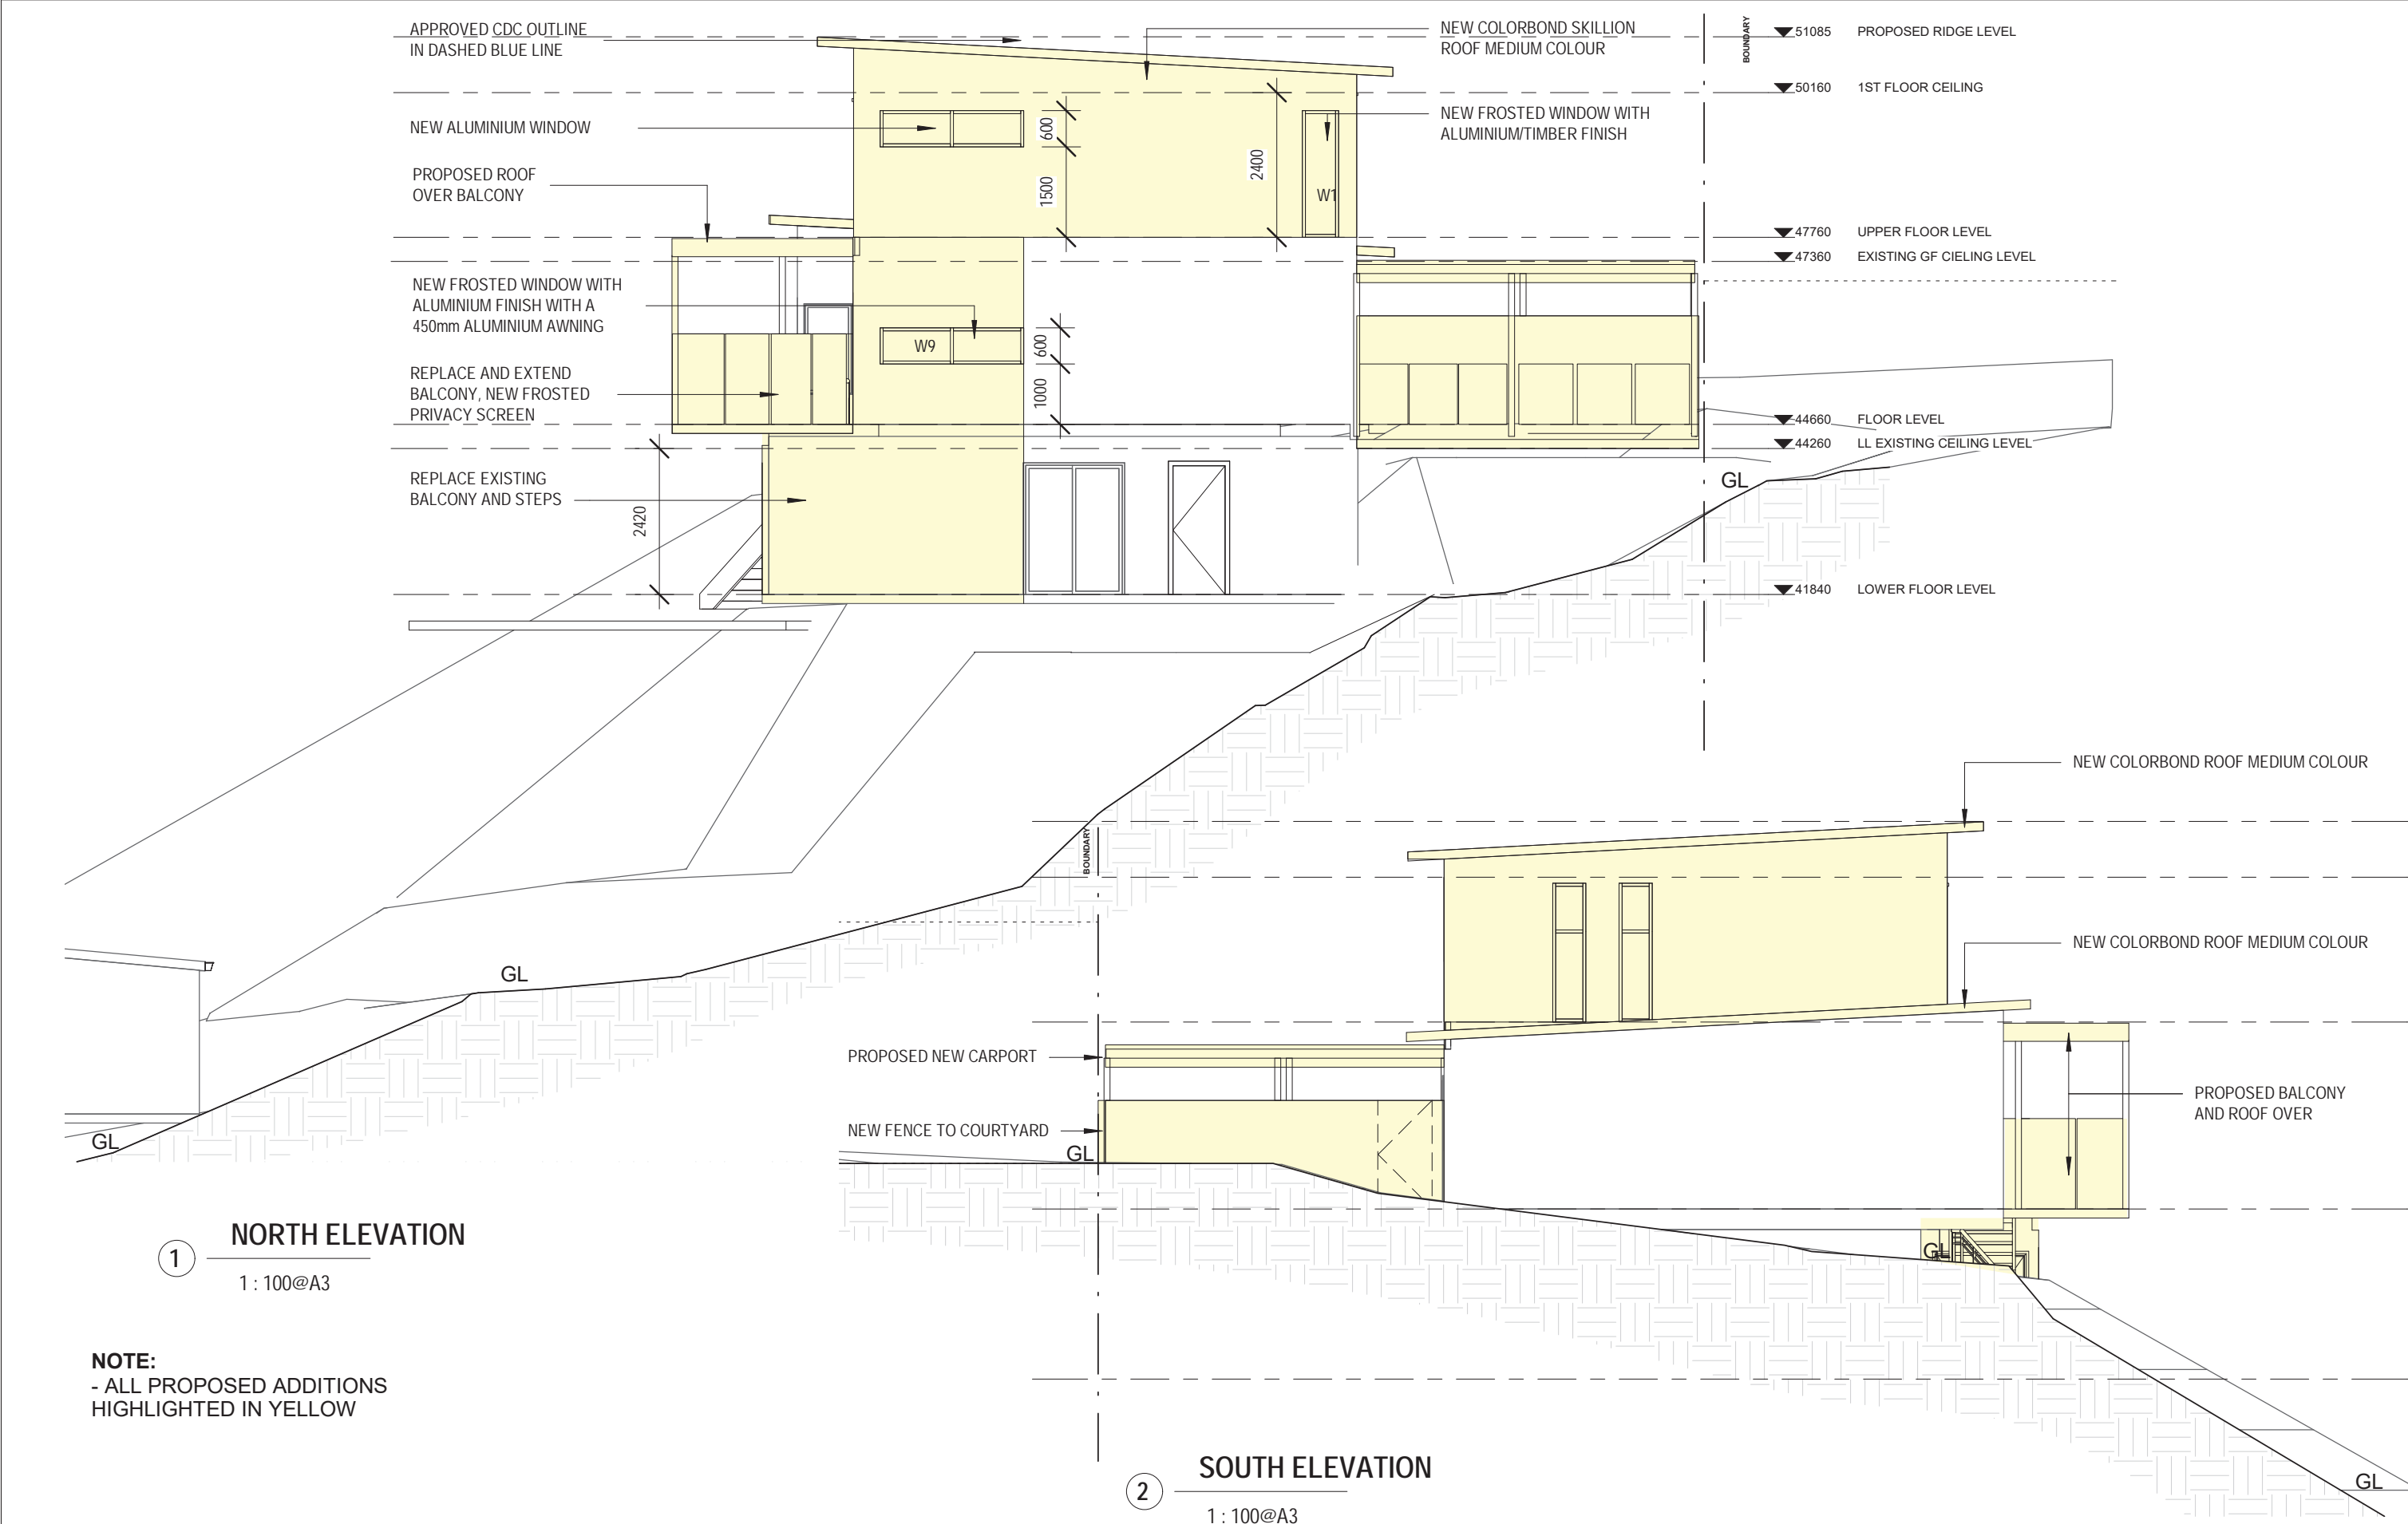 APPROVED CDC OUTLINE
IN DASHED BLUE LINE
NEW COLORBOND SKILLION
ROOF MEDIUM COLOUR
BOUNDARY
51085 PROPOSED RIDGE LEVEL
50160 1ST FLOOR CEILING
NEW ALUMINIUM WINDOW
600
1500
2400
NEW FROSTED WINDOW WITH
ALUMINIUM/TIMBER FINISH
W1
PROPOSED ROOF
OVER BALCONY
47760 UPPER FLOOR LEVEL
47360 EXISTING GF CIELING LEVEL
NEW FROSTED WINDOW WITH
ALUMINIUM FINISH WITH A
450mm ALUMINIUM AWNING
W9
600
1000
REPLACE AND EXTEND
BALCONY, NEW FROSTED
PRIVACY SCREEN
44660 FLOOR LEVEL
44260 LL EXISTING CEILING LEVEL
REPLACE EXISTING
BALCONY AND STEPS
2420
GL
41840 LOWER FLOOR LEVEL
GL
GL
1 NORTH ELEVATION
1 : 100@A3
NOTE:
- ALL PROPOSED ADDITIONS
HIGHLIGHTED IN YELLOW
BOUNDARY
NEW COLORBOND ROOF MEDIUM COLOUR
NEW COLORBOND ROOF MEDIUM COLOUR
PROPOSED NEW CARPORT
NEW FENCE TO COURTYARD
GL
PROPOSED BALCONY
AND ROOF OVER
GL
GL
2 SOUTH ELEVATION
1 : 100@A3